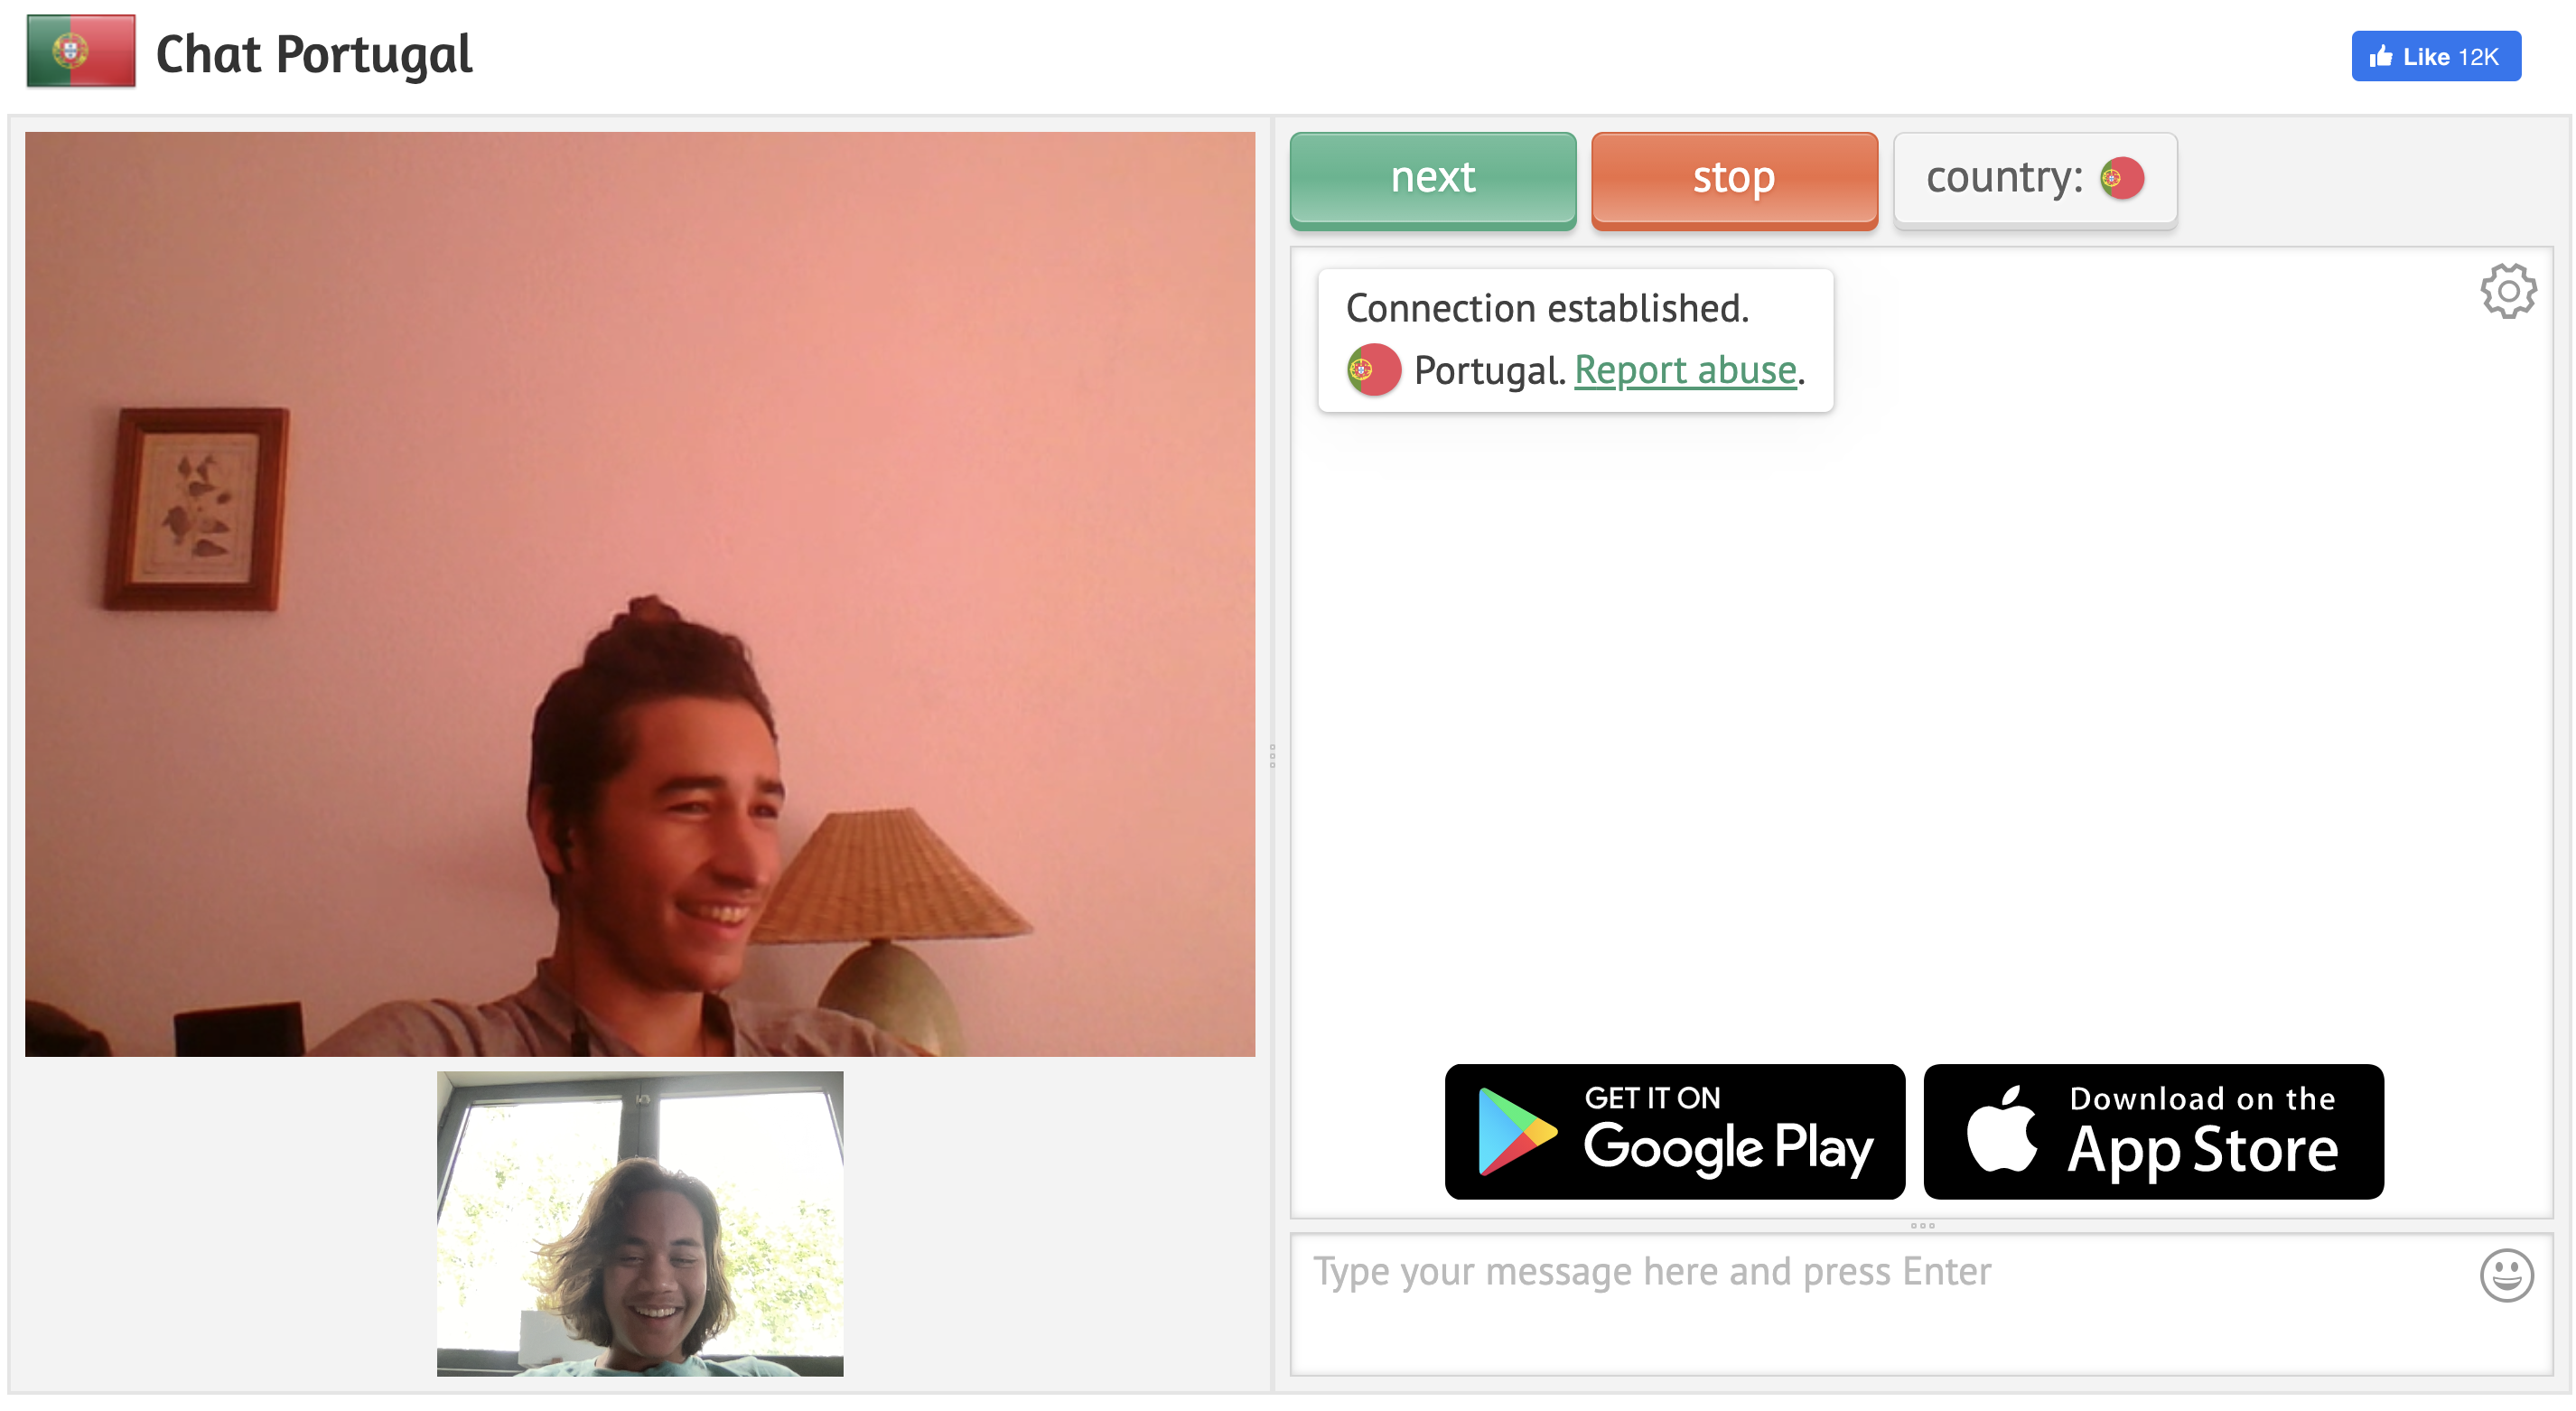 Chat Portugal
Like 12K
next
stop
country:
Connection established.
Portugal. Report abuse.
GET IT ON
Google Play
Download on the
App Store
Type your message here and press Enter